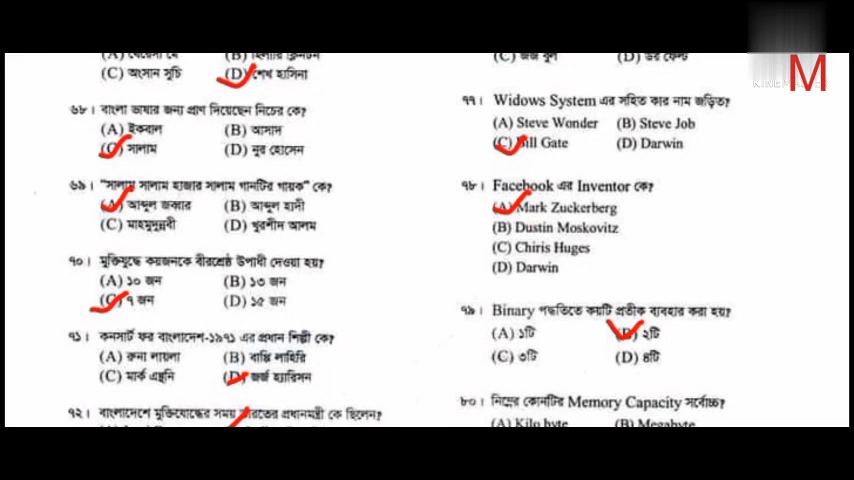 (C) অংসান সুচি (D) শেখ হাসিনা
৬৮। বাংলা ভাষার জন্য প্রাণ দিয়েছেন নিচের কে?
(A) ইকবাল (B) আসাদ
(C) সালাম (D) নুর হোসেন
৬৯। "সালাম সালাম হাজার সালাম গানটির গায়ক" কে?
(A) আব্দুল জব্বার (B) আব্দুল হাদী
(C) মাহমুদুন্নবী (D) খুরশীদ আলম
৭০। মুক্তিযুদ্ধে কয়জনকে বীরশ্রেষ্ঠ উপাধী দেওয়া হয়?
(A) ১০ জন (B) ১৩ জন
(C) ৭ জন (D) ১৫ জন
৭১। কনসার্ট ফর বাংলাদেশ-১৯৭১ এর প্রধান শিল্পী কে?
(A) রুনা লায়লা (B) বাপ্পি লাহিরি
(C) মার্ক এন্থনি (D) জর্জ হ্যারিসন
৭২। বাংলাদেশে মুক্তিযোদ্ধের সময় ভারতের প্রধানমন্ত্রী কে ছিলেন?
৭৭। Widows System এর সহিত কার নাম জড়িত?
(A) Steve Wonder (B) Steve Job
(C) Bill Gate (D) Darwin
৭৮। Facebook এর Inventor কে?
(A) Mark Zuckerberg
(B) Dustin Moskovitz
(C) Chiris Huges
(D) Darwin
৭৯। Binary পদ্ধতিতে কয়টি প্রতীক ব্যবহার করা হয়?
(A) ১টি (B) ২টি
(C) ৩টি (D) ৪টি
৮০। নিম্নের কোনটির Memory Capacity সর্বোচ্চ?
(A) Kilo byte (B) Megabyte
M